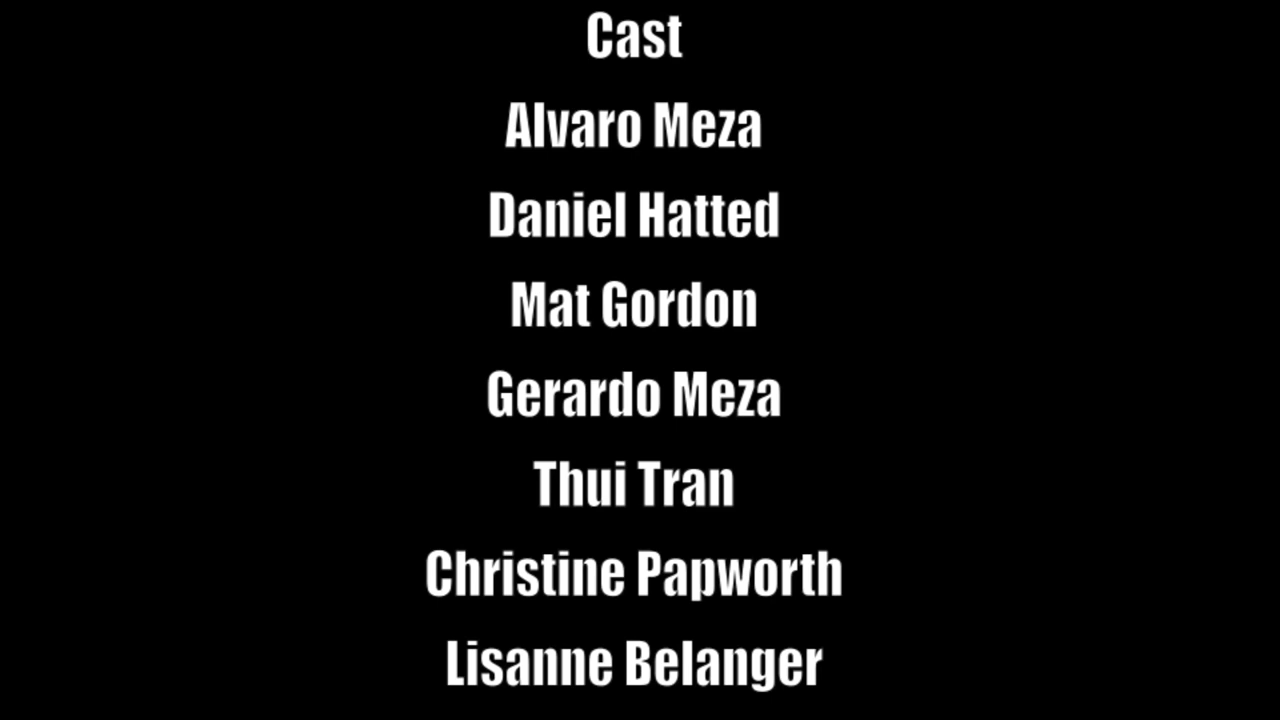 Cast
Alvaro Meza
Daniel Hatted
Mat Gordon
Gerardo Meza
Thui Tran
Christine Papworth
Lisanne Belanger